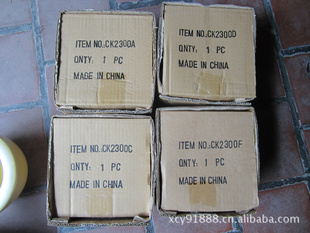 ITEM NO.:CK2300A
QNTY: 1 PC
MADE IN CHINA
ITEM NO.:CK2300D
QNTY: 1 PC
MADE IN CHINA
ITEM NO.:CK2300C
QNTY: 1 PC
MADE IN CHINA
ITEM NO.:CK2300F
QNTY: 1 PC
MADE IN CHINA
xcy91888.cn.alibaba.com